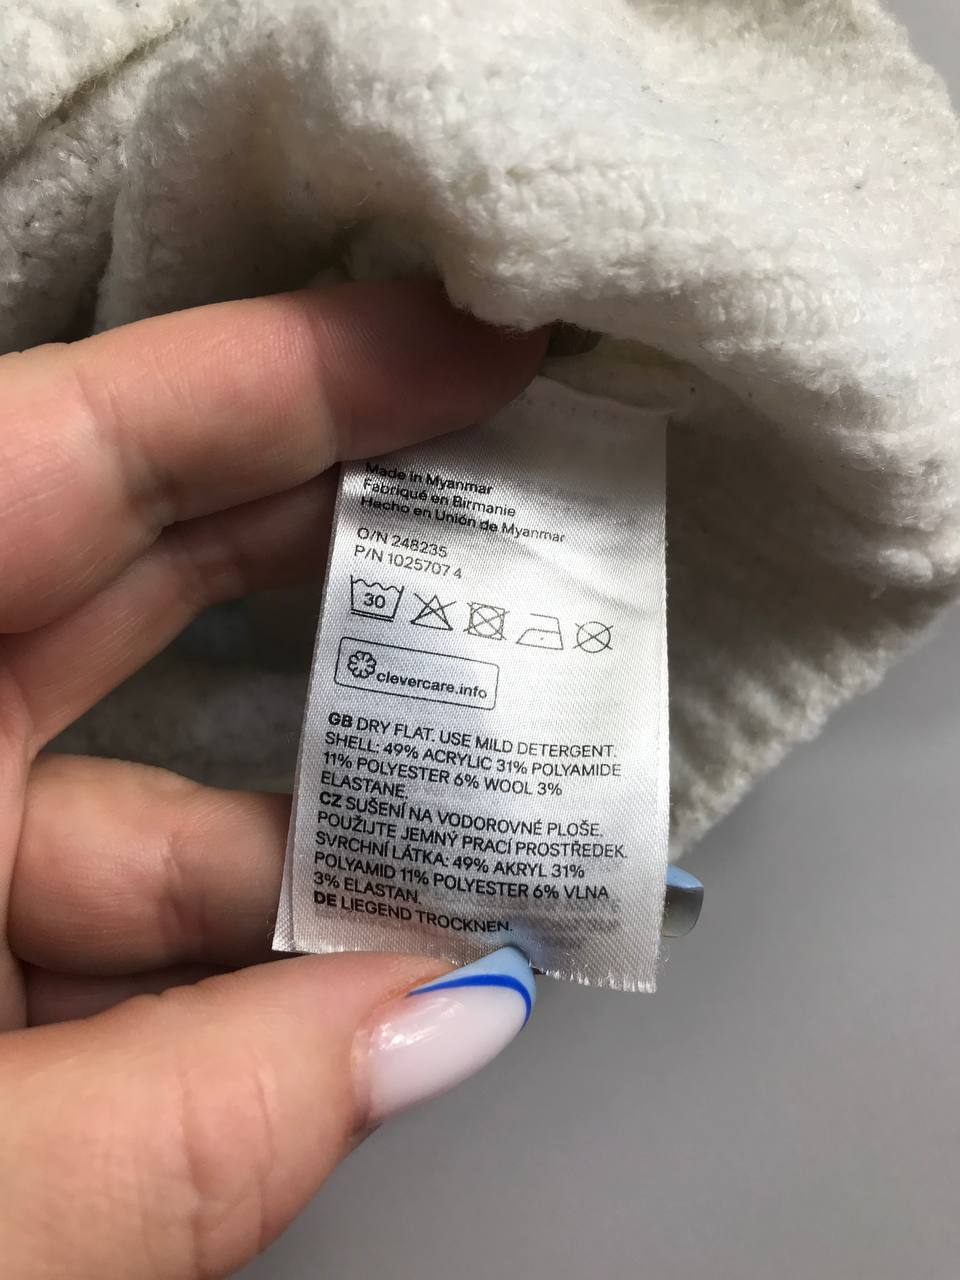 Made in Myanmar
Fabriqué en Birmanie
Hecho en Unión de Myanmar
O/N 248235
P/N 1025707 4
30
clevercare.info
GB DRY FLAT. USE MILD DETERGENT.
SHELL: 49% ACRYLIC 31% POLYAMIDE
11% POLYESTER 6% WOOL 3%
ELASTANE.
CZ SUŠENÍ NA VODOROVNÉ PLOŠE.
POUŽIJTE JEMNÝ PRACÍ PROSTŘEDEK.
SVRCHNÍ LÁTKA: 49% AKRYL 31%
POLYAMID 11% POLYESTER 6% VLNA
3% ELASTAN.
DE LIEGEND TROCKNEN.